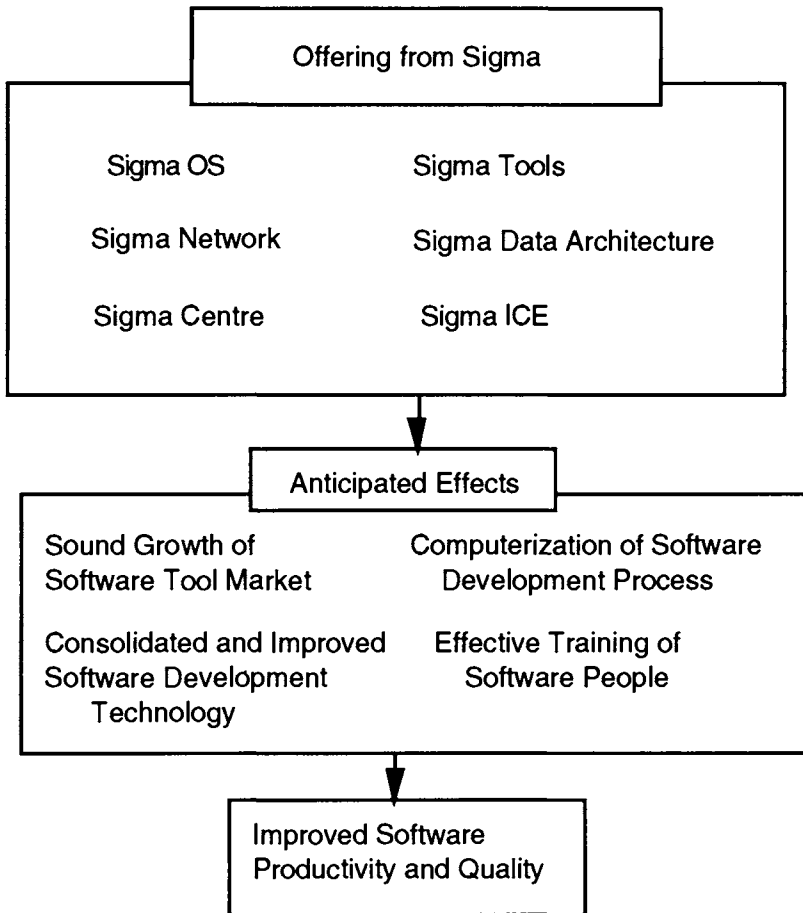 Offering from Sigma
Sigma OS Sigma Tools
Sigma Network Sigma Data Architecture
Sigma Centre Sigma ICE
Anticipated Effects
Sound Growth of
Software Tool Market
Computerization of Software
Development Process
Consolidated and Improved
Software Development
Technology
Effective Training of
Software People
Improved Software
Productivity and Quality